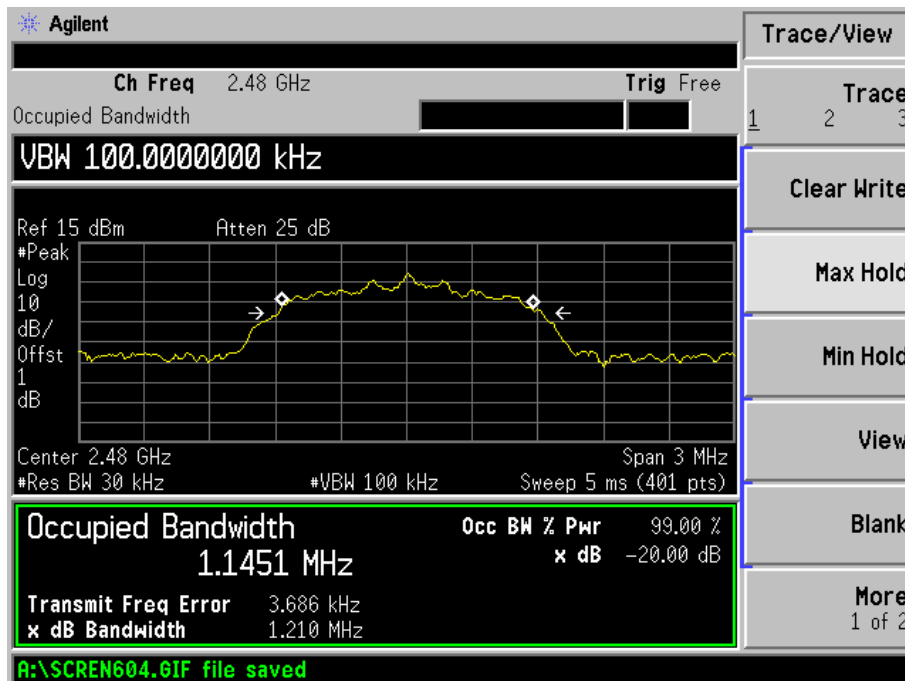 Agilent
Trace/View
Ch Freq 2.48 GHz Trig Free
Occupied Bandwidth
Trace
1 2 3
VBW 100.0000000 kHz
Clear Write
Ref 15 dBm Atten 25 dB
#Peak
Log
10
dB/
Offst
1
dB
Max Hold
Min Hold
View
Center 2.48 GHz Span 3 MHz
#Res BW 30 kHz #VBW 100 kHz Sweep 5 ms (401 pts)
Occupied Bandwidth
1.1451 MHz
Occ BW % Pwr 99.00 %
x dB -20.00 dB
Blank
Transmit Freq Error 3.686 kHz
x dB Bandwidth 1.210 MHz
More
1 of 2
A:\SCREN604.GIF file saved